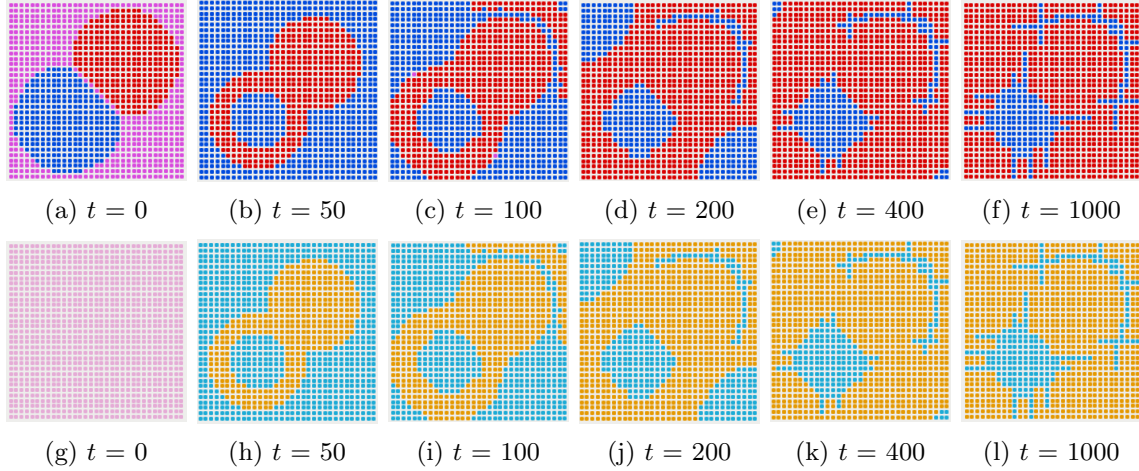 (a) t = 0 (b) t = 50 (c) t = 100 (d) t = 200 (e) t = 400 (f) t = 1000
(g) t = 0 (h) t = 50 (i) t = 100 (j) t = 200 (k) t = 400 (l) t = 1000